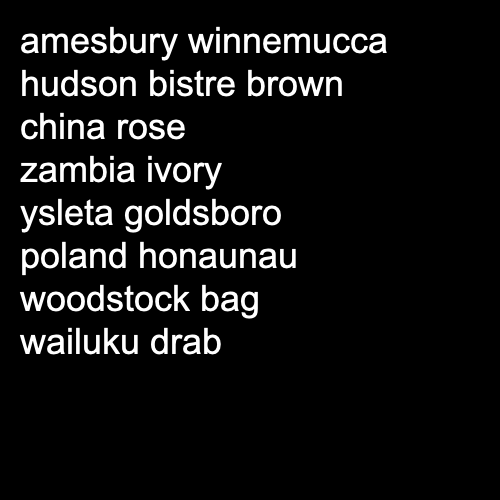 amesbury winnemucca
hudson bistre brown
china rose
zambia ivory
ysleta goldsboro
poland honaunau
woodstock bag
wailuku drab